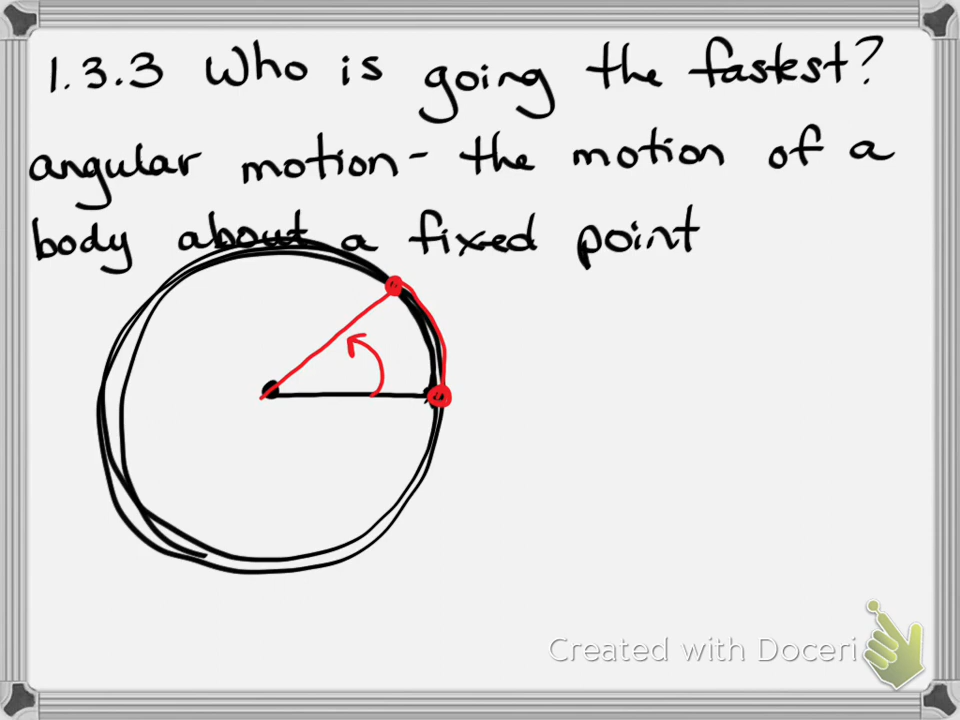 1.3.3 Who is going the fastest?
angular motion - the motion of a
body about a fixed point
Created with Doceri